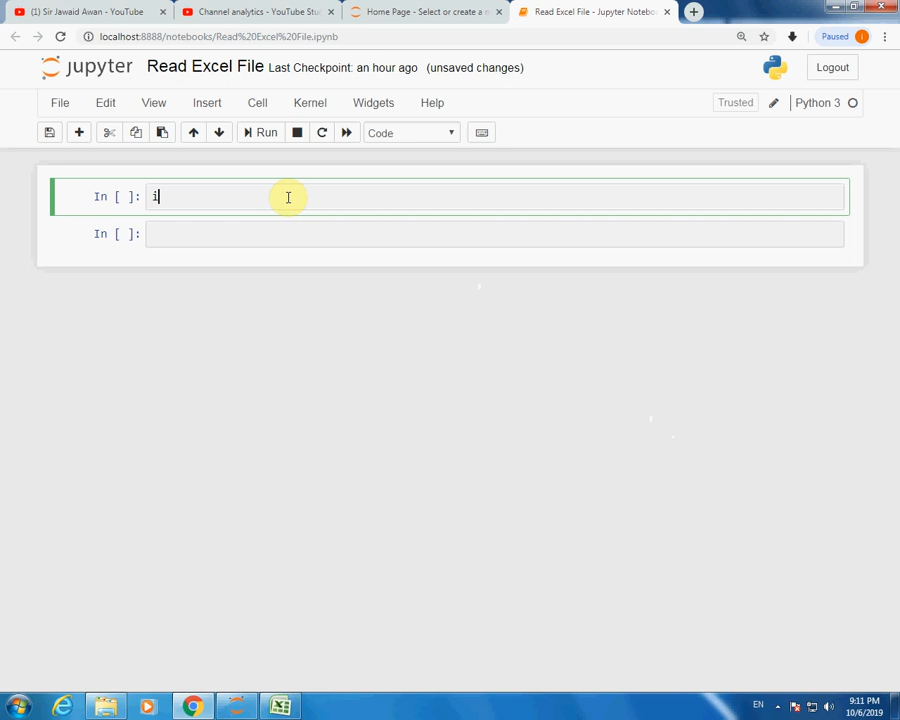 (1) Sir Jawaid Awan - YouTube
Channel analytics - YouTube Stu
Home Page - Select or create a n
Read Excel File - Jupyter Notebo
localhost:8888/notebooks/Read%20Excel%20File.ipynb
Paused
i
jupyter
Read Excel File
Last Checkpoint: an hour ago (unsaved changes)
Logout
File
Edit
View
Insert
Cell
Kernel
Widgets
Help
Trusted
Python 3
Run
Code
In [ ]:
i
In [ ]:
EN
9:11 PM
10/6/2019